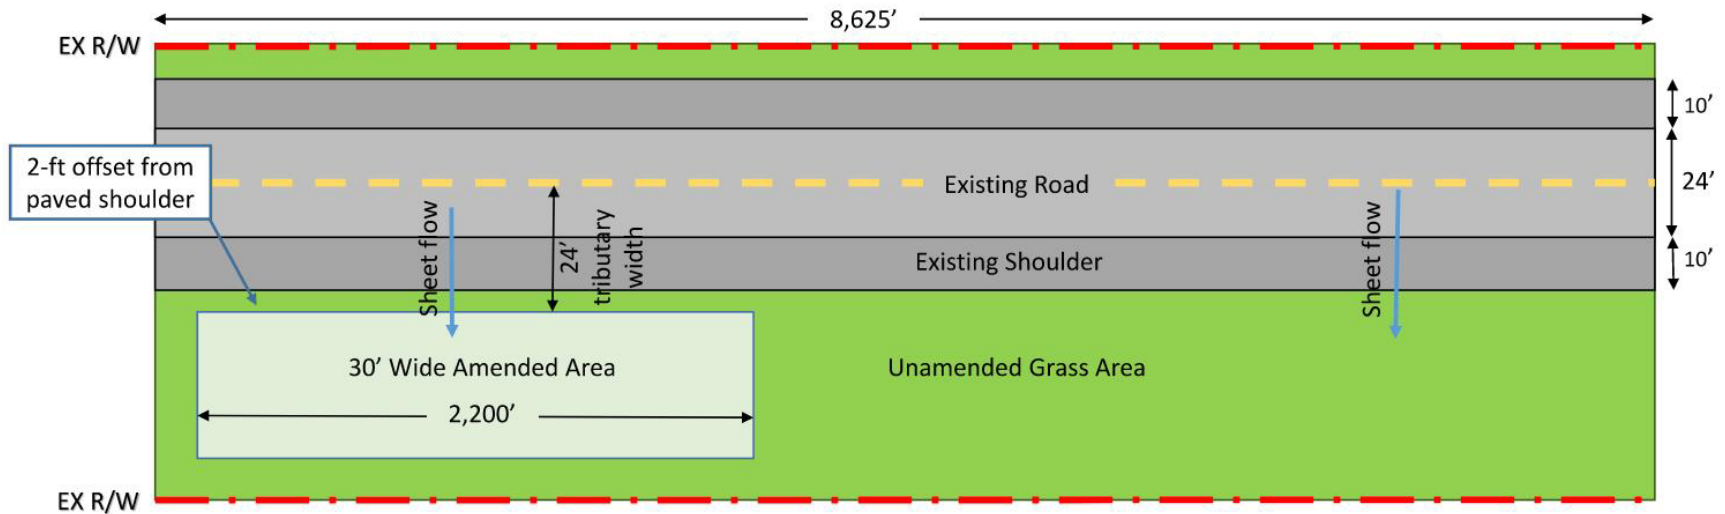 8,625’
EX R/W
10’
2-ft offset from
paved shoulder
Existing Road
24’
Sheet flow
24’
tributary
width
Sheet flow
Existing Shoulder
10’
30’ Wide Amended Area
Unamended Grass Area
2,200’
EX R/W